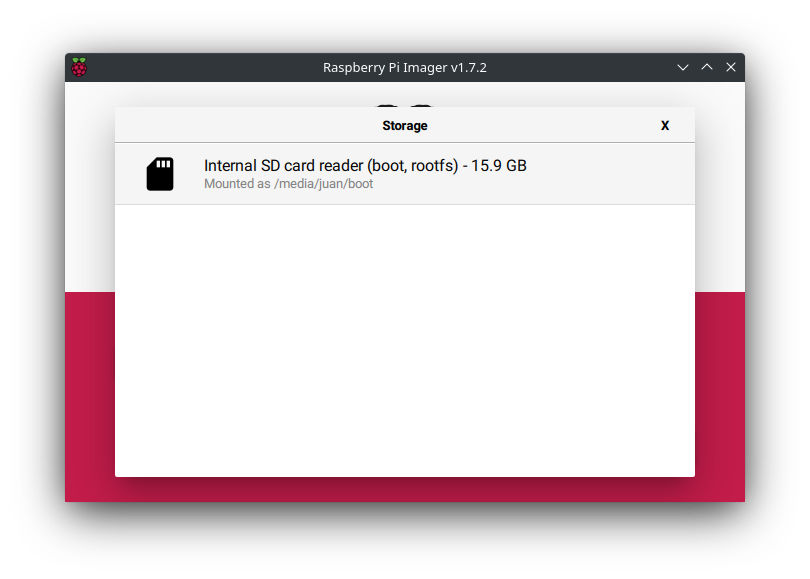 Raspberry Pi Imager v1.7.2
Storage
X
Internal SD card reader (boot, rootfs) - 15.9 GB
Mounted as /media/juan/boot